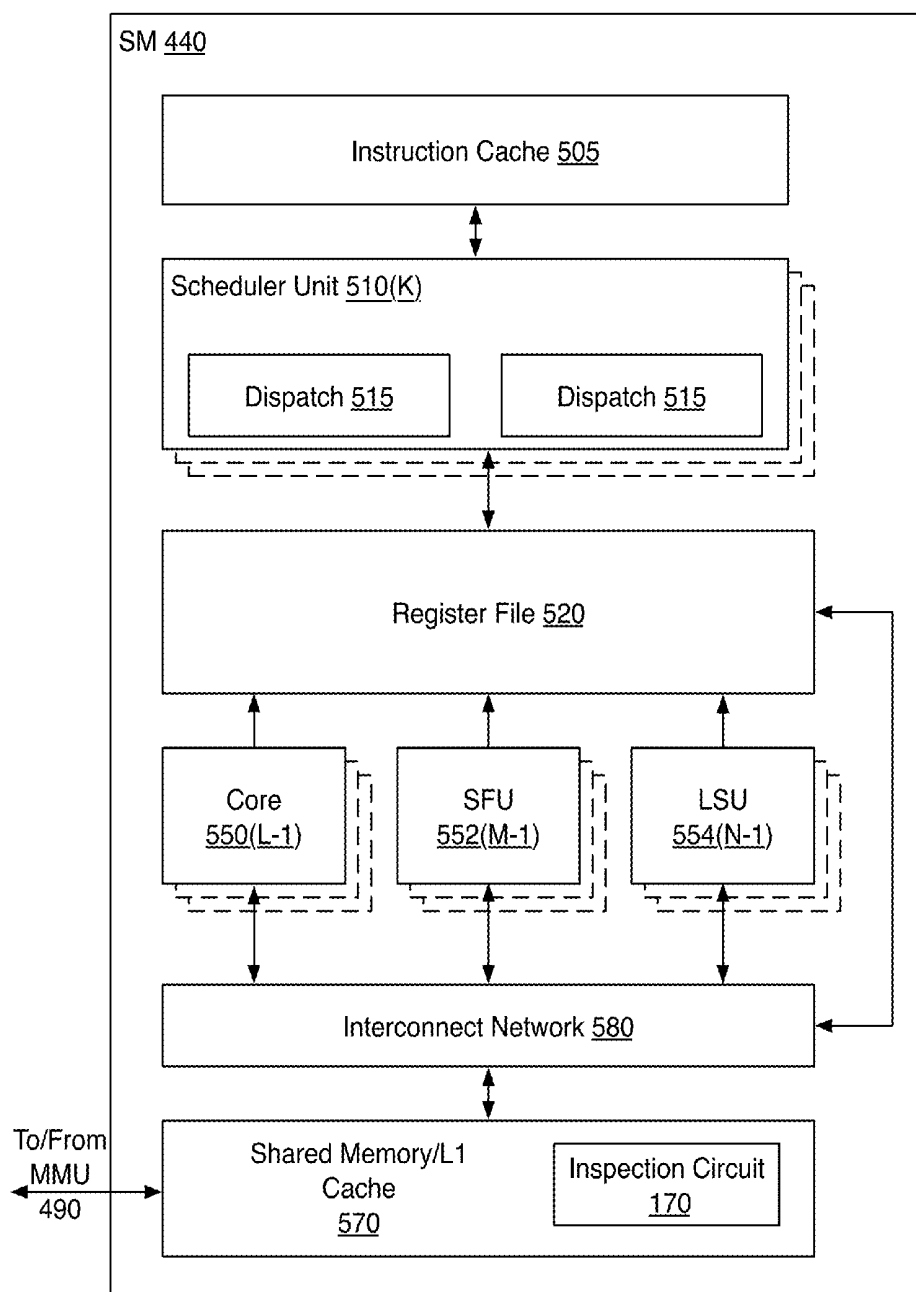 SM 440
Instruction Cache 505
Scheduler Unit 510(K)
Dispatch 515
Dispatch 515
Register File 520
Core
550(L-1)
SFU
552(M-1)
LSU
554(N-1)
Interconnect Network 580
To/From
MMU
490
Shared Memory/L1
Cache
570
Inspection Circuit
170